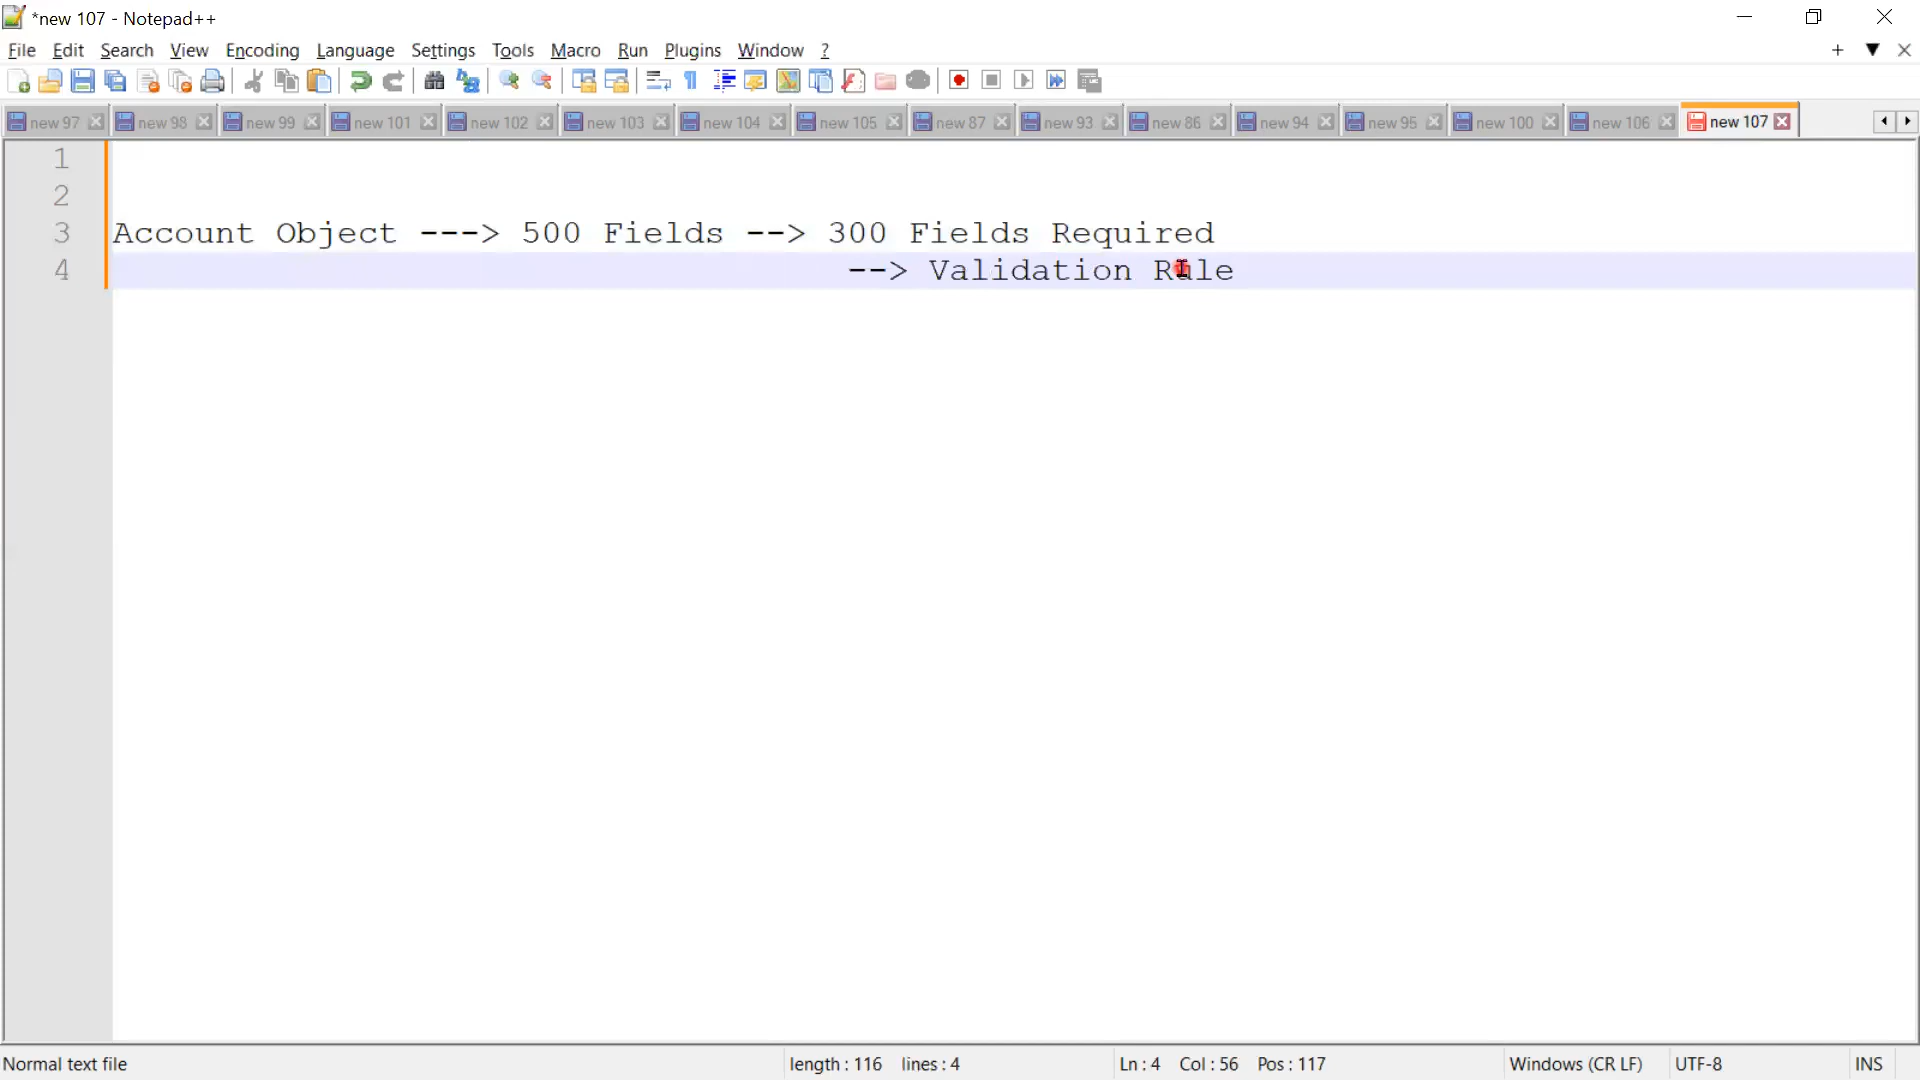 *new 107 - Notepad++
File Edit Search View Encoding Language Settings Tools Macro Run Plugins Window ?
new 97 new 98 new 99 new 101 new 102 new 103 new 104 new 105 new 87 new 93 new 86 new 94 new 95 new 100 new 106 new 107
1
2
3 Account Object ---> 500 Fields --> 300 Fields Required
4 --> Validation Rule
Normal text file length : 116 lines : 4 Ln : 4 Col : 56 Pos : 117 Windows (CR LF) UTF-8 INS